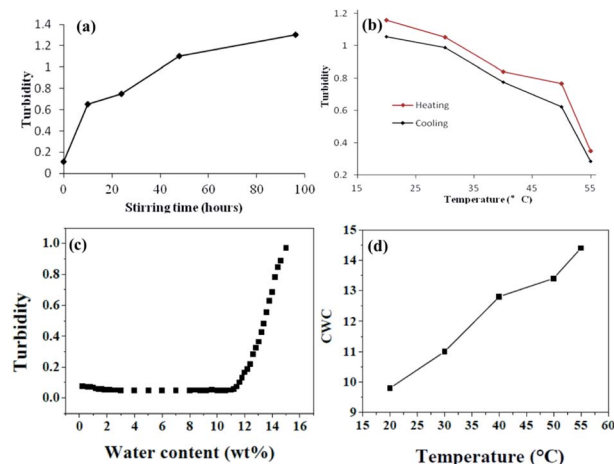 (a)
Turbidity
1.4
1.2
1
0.8
0.6
0.4
0.2
0
0 20 40 60 80 100
Stirring time (hours)
(b)
Turbidity
1.2
1
0.8
0.6
0.4
0.2
Heating
Cooling
15 25 35 45 55
Temperature (° C)
(c)
Turbidity
1.0
0.8
0.6
0.4
0.2
0.0
0 2 4 6 8 10 12 14 16
Water content (wt%)
(d)
CWC
15
14
13
12
11
10
9
15 20 25 30 35 40 45 50 55 60
Temperature (°C)